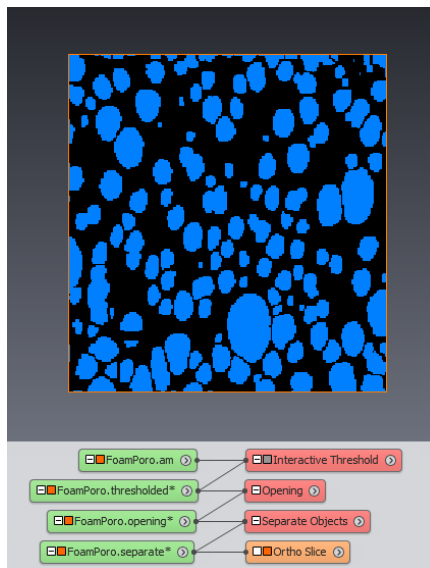 FoamPoro.am Interactive Threshold
FoamPoro.thresholded* Opening
FoamPoro.opening* Separate Objects
FoamPoro.separate* Ortho Slice